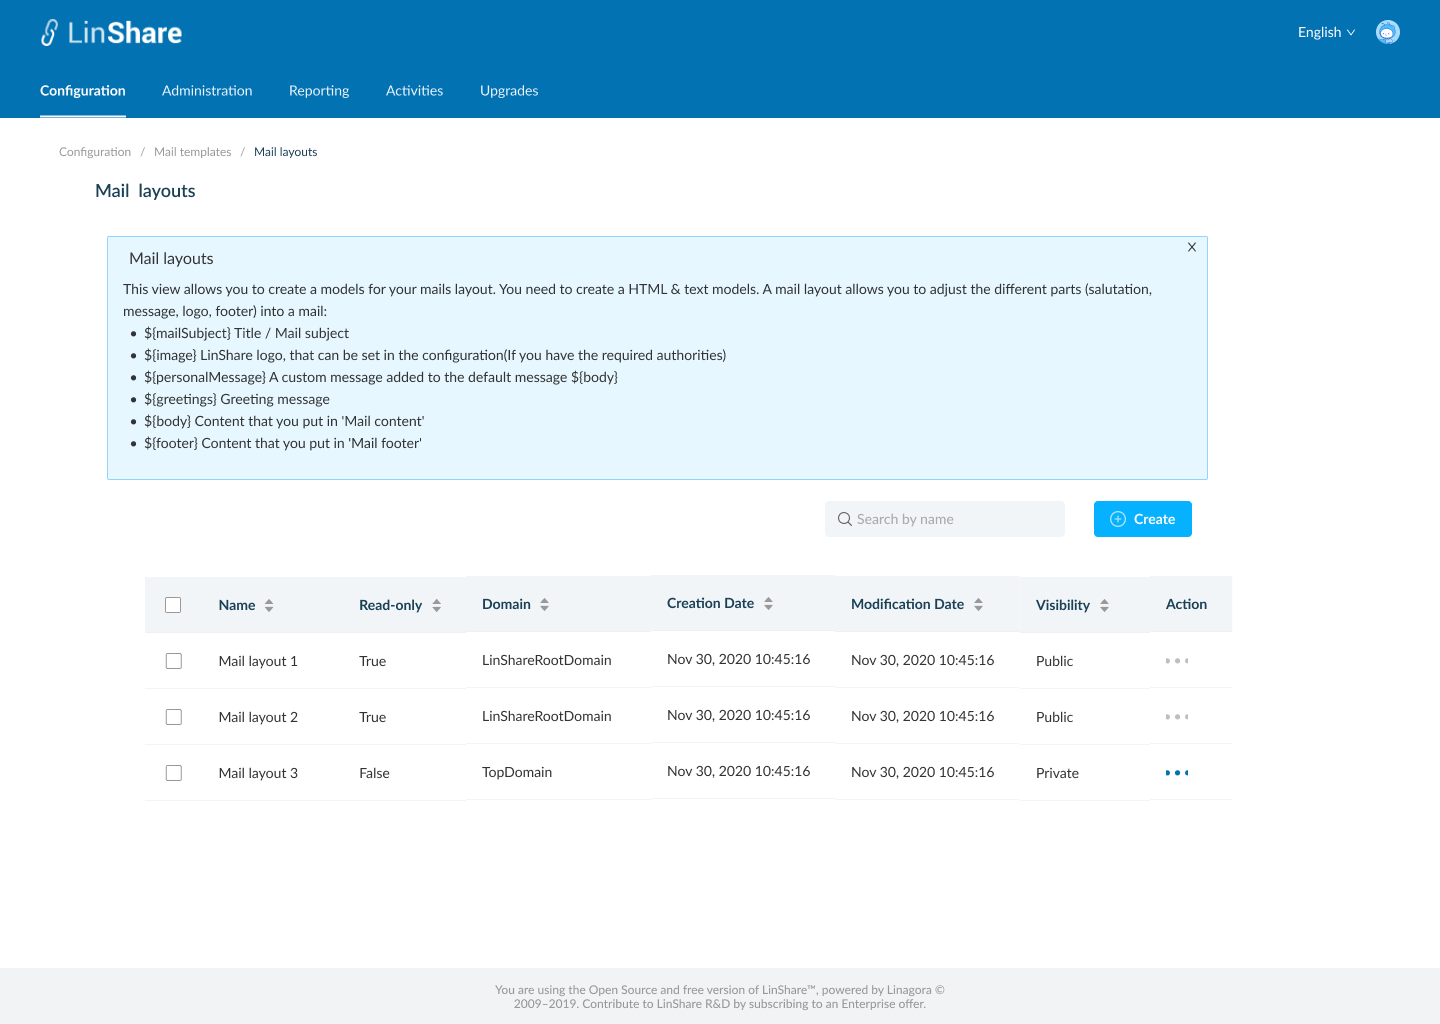 LinShare
English
Configuration Administration Reporting Activities Upgrades
Configuration / Mail templates / Mail layouts
Mail layouts
X
Mail layouts
This view allows you to create a models for your mails layout. You need to create a HTML & text models. A mail layout allows you to adjust the different parts (salutation,
message, logo, footer) into a mail:
• ${mailSubject} Title / Mail subject
• ${image} LinShare logo, that can be set in the configuration(If you have the required authorities)
• ${personalMessage} A custom message added to the default message ${body}
• ${greetings} Greeting message
• ${body} Content that you put in 'Mail content'
• ${footer} Content that you put in 'Mail footer'
Search by name Create
Name Read-only Domain Creation Date Modification Date Visibility Action
Mail layout 1 True LinShareRootDomain Nov 30, 2020 10:45:16 Nov 30, 2020 10:45:16 Public
Mail layout 2 True LinShareRootDomain Nov 30, 2020 10:45:16 Nov 30, 2020 10:45:16 Public
Mail layout 3 False TopDomain Nov 30, 2020 10:45:16 Nov 30, 2020 10:45:16 Private
You are using the Open Source and free version of LinShare™, powered by Linagora ©
2009–2019. Contribute to LinShare R&D by subscribing to an Enterprise offer.